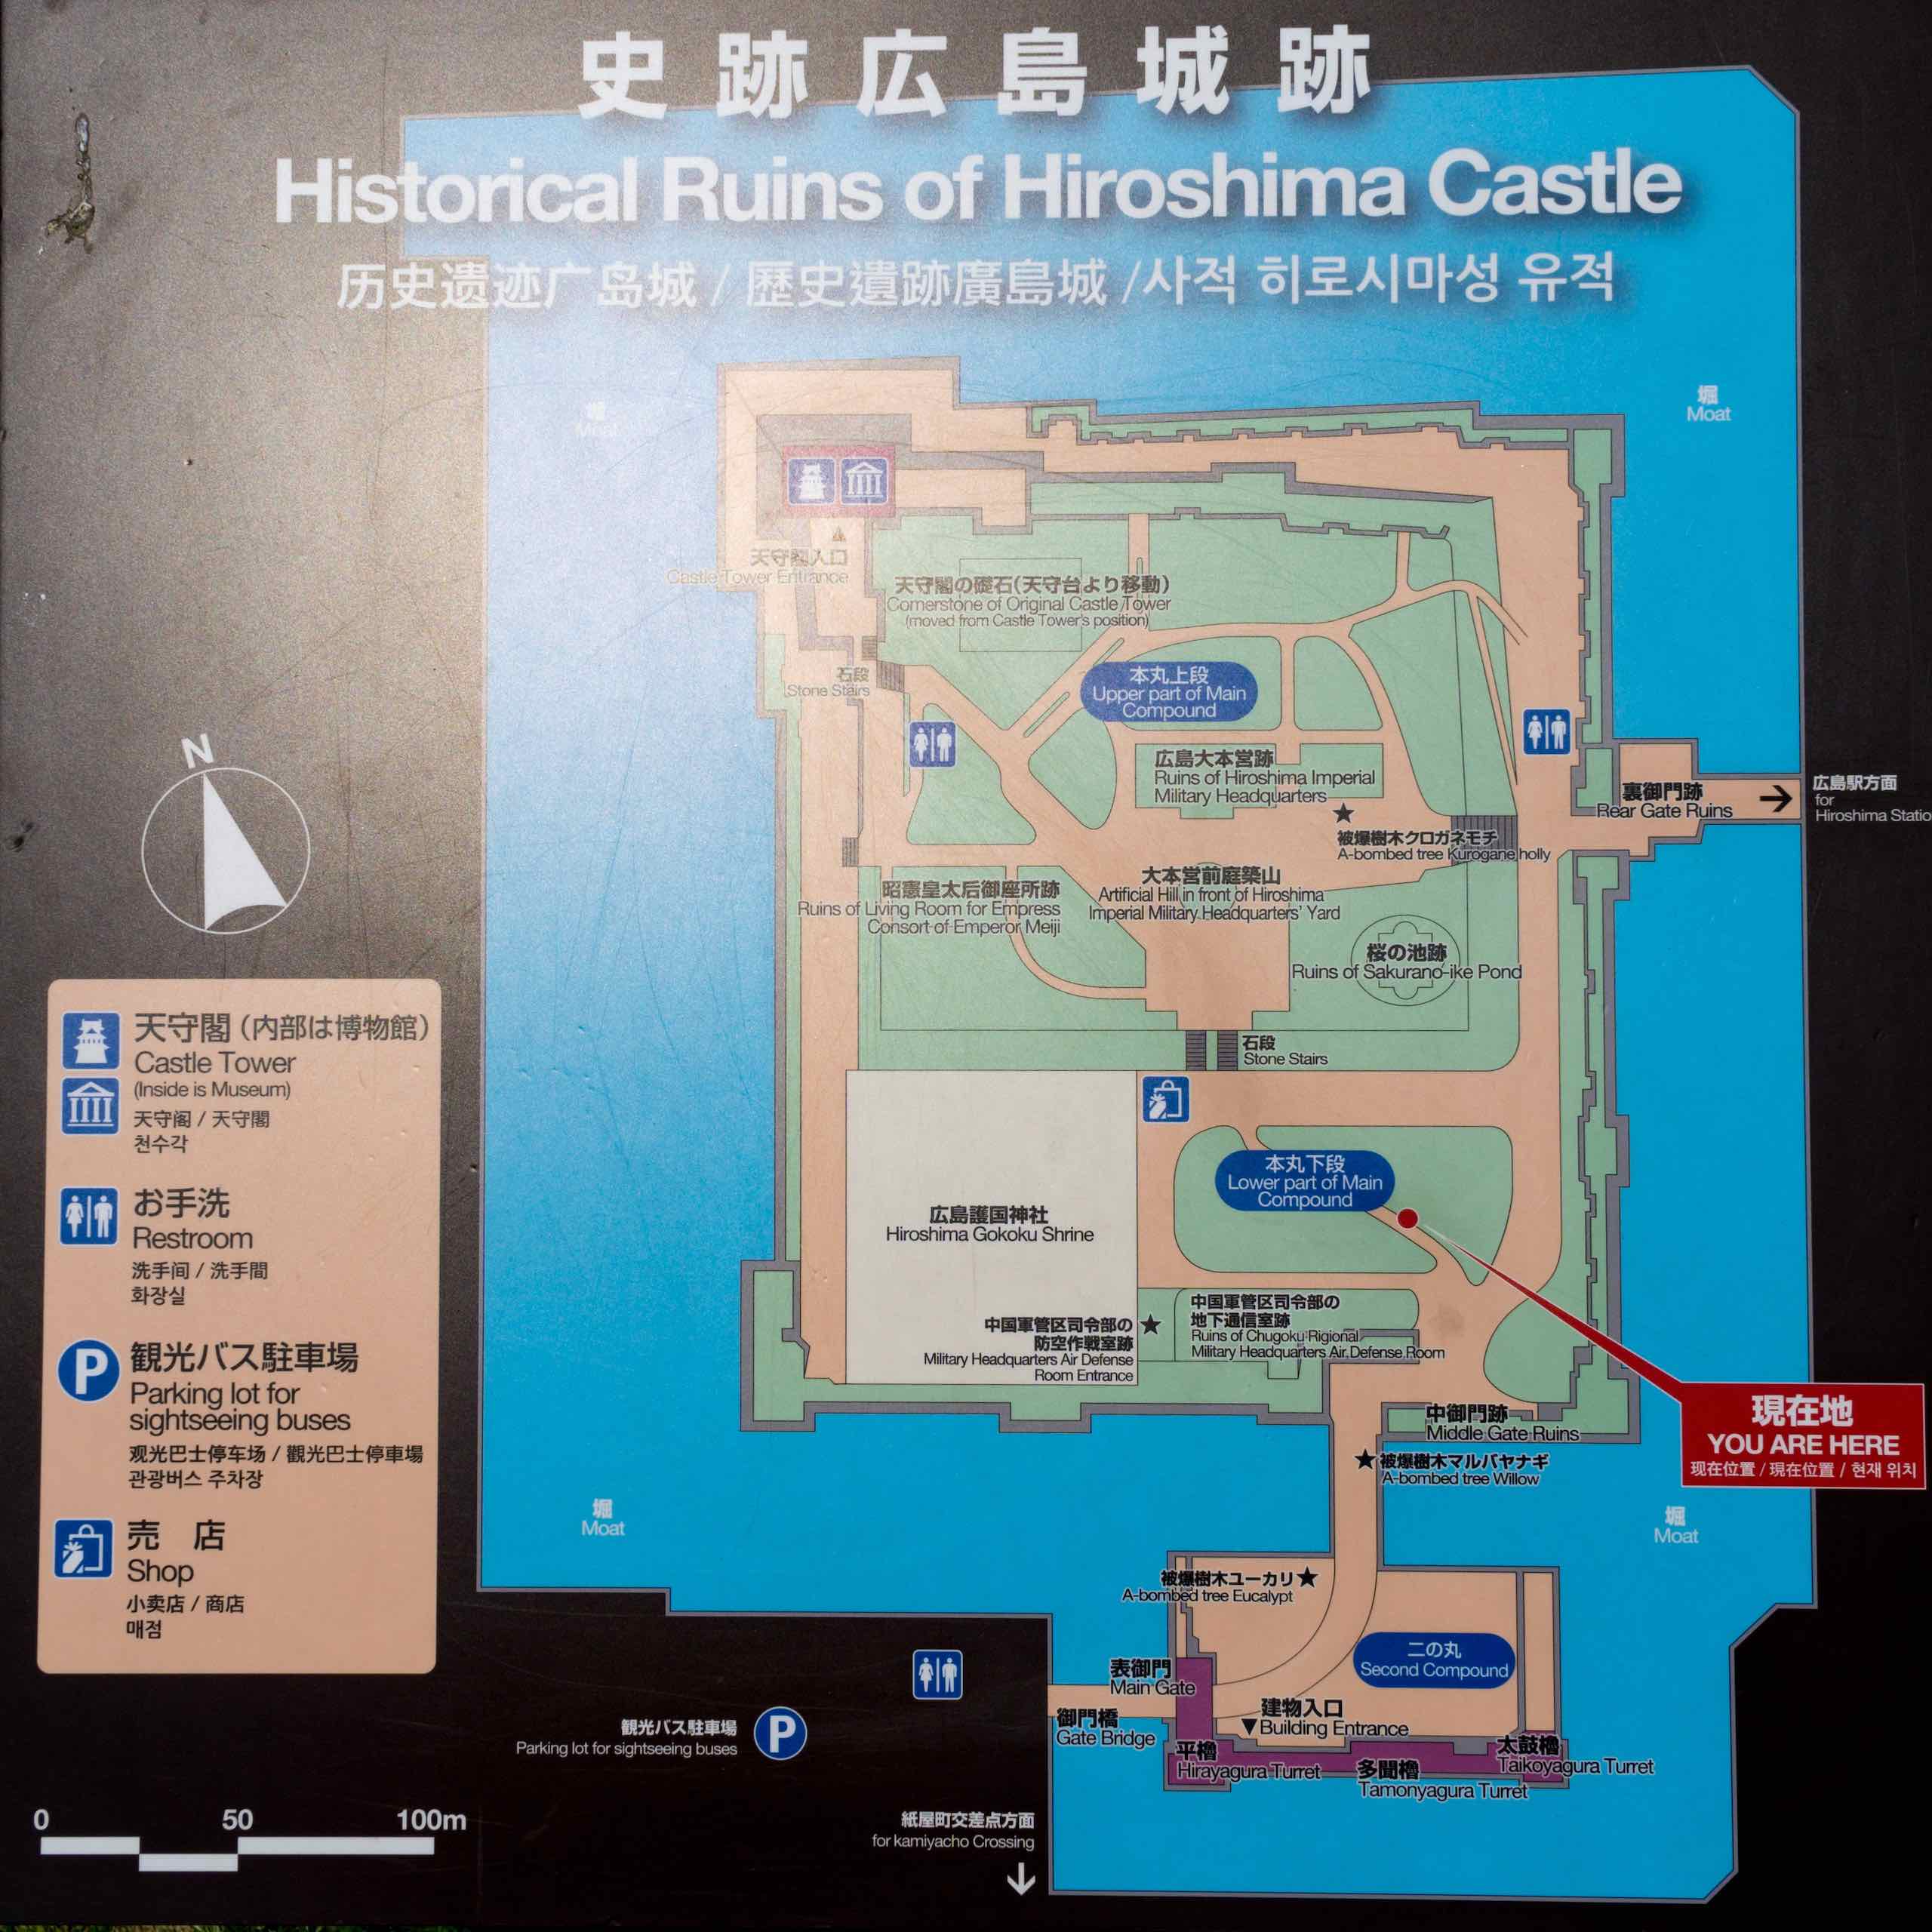 史跡広島城跡
Historical Ruins of Hiroshima Castle
历史遗迹广岛城 / 歷史遺跡廣島城 / 사적 히로시마성 유적
堀
Moat
堀
Moat
天守閣入口
Castle Tower Entrance
天守閣の礎石(天守台より移動)
Cornerstone of Original Castle Tower
(moved from Castle Tower's position)
石段
Stone Stairs
本丸上段
Upper part of Main
Compound
広島大本営跡
Ruins of Hiroshima Imperial
Military Headquarters
被爆樹木クロガネモチ
A-bombed tree Kurogane holly
裏御門跡
Rear Gate Ruins
広島駅方面
for
Hiroshima Statio
昭憲皇太后御座所跡
Ruins of Living Room for Empress
Consort of Emperor Meiji
大本営前庭築山
Artificial Hill in front of Hiroshima
Imperial Military Headquarters' Yard
桜の池跡
Ruins of Sakurano-ike Pond
石段
Stone Stairs
本丸下段
Lower part of Main
Compound
広島護国神社
Hiroshima Gokoku Shrine
中国軍管区司令部の
防空作戦室跡
Military Headquarters Air Defense
Room Entrance
中国軍管区司令部の
地下通信室跡
Ruins of Chugoku Rigional
Military Headquarters Air Defense Room
現在地
YOU ARE HERE
现在位置 / 現在位置 / 현재 위치
中御門跡
Middle Gate Ruins
被爆樹木マルバヤナギ
A-bombed tree Willow
堀
Moat
堀
Moat
被爆樹木ユーカリ
A-bombed tree Eucalypt
二の丸
Second Compound
表御門
Main Gate
御門橋
Gate Bridge
建物入口
Building Entrance
平櫓
Hirayagura Turret
多聞櫓
Tamonyagura Turret
太鼓櫓
Taikoyagura Turret
観光バス駐車場
Parking lot for sightseeing buses
P
紙屋町交差点方面
for kamiyacho Crossing
N
天守閣(内部は博物館)
Castle Tower
(Inside is Museum)
天守阁 / 天守閣
천수각
お手洗
Restroom
洗手间 / 洗手間
화장실
P
観光バス駐車場
Parking lot for
sightseeing buses
观光巴士停车场 / 觀光巴士停車場
관광버스 주차장
売 店
Shop
小卖店 / 商店
매점
0 50 100m